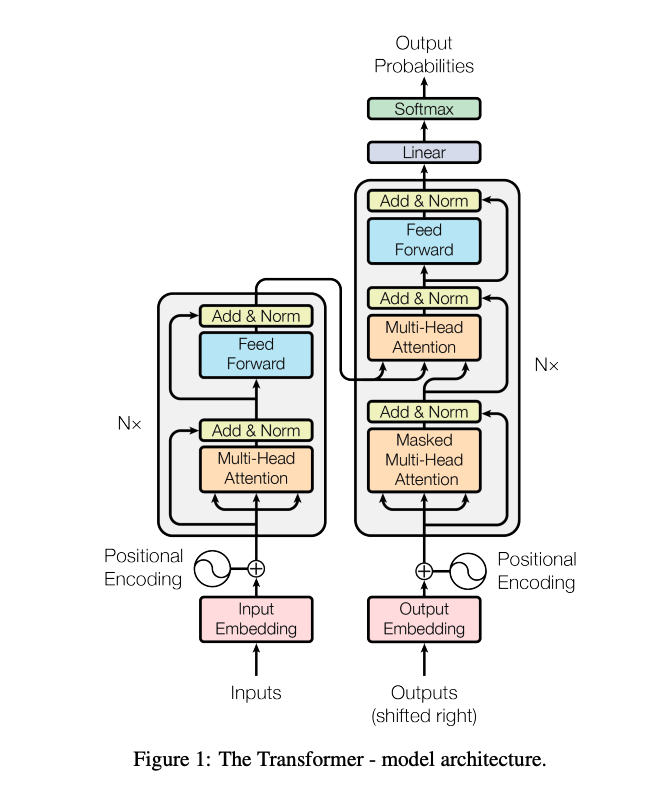 Output
Probabilities
Softmax
Linear
Add & Norm
Feed
Forward
Add & Norm
Multi-Head
Attention
Add & Norm
Masked
Multi-Head
Attention
N×
Add & Norm
Feed
Forward
Add & Norm
Multi-Head
Attention
N×
Positional
Encoding
Positional
Encoding
Input
Embedding
Output
Embedding
Inputs
Outputs
(shifted right)
Figure 1: The Transformer - model architecture.